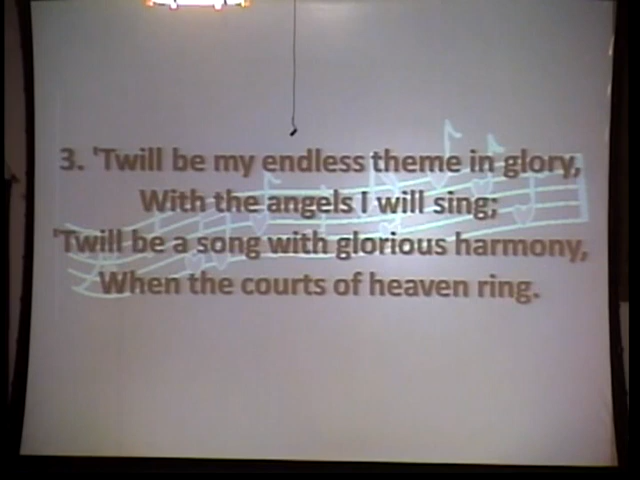 3. 'Twill be my endless theme in glory,
With the angels I will sing;
'Twill be a song with glorious harmony,
When the courts of heaven ring.